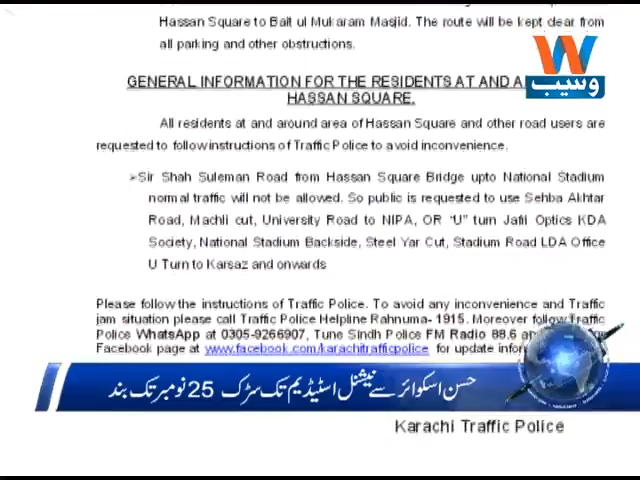 Hassan Square to Bait ul Mukaram Masjid. The route will be kept clear from
all parking and other obstructions.
GENERAL INFORMATION FOR THE RESIDENTS AT AND
HASSAN SQUARE.
W
وسیب
All residents at and around area of Hassan Square and other road users are
requested to follow instructions of Traffic Police to avoid inconvenience.
➢Sir Shah Suleman Road from Hassan Square Bridge upto National Stadium
normal traffic will not be allowed. So public is requested to use Sehba Akhtar
Road, Machli cut, University Road to NIPA, OR "U" turn Jafri Optics KDA
Society, National Stadium Backside, Steel Yar Cut, Stadium Road LDA Office
U Turn to Karsaz and onwards
Please follow the instructions of Traffic Police. To avoid any inconvenience and Traffic
jam situation please call Traffic Police Helpline Rahnuma- 1915. Moreover follow Traffic
Police WhatsApp at 0305-9266907, Tune Sindh Police FM Radio 88.6
Facebook page at www.facebook.com/karachitrafficpolice for update
حسن اسکوائر سے نیشنل اسٹیڈیم تک سڑک 25 نومبر تک بند
Karachi Traffic Police